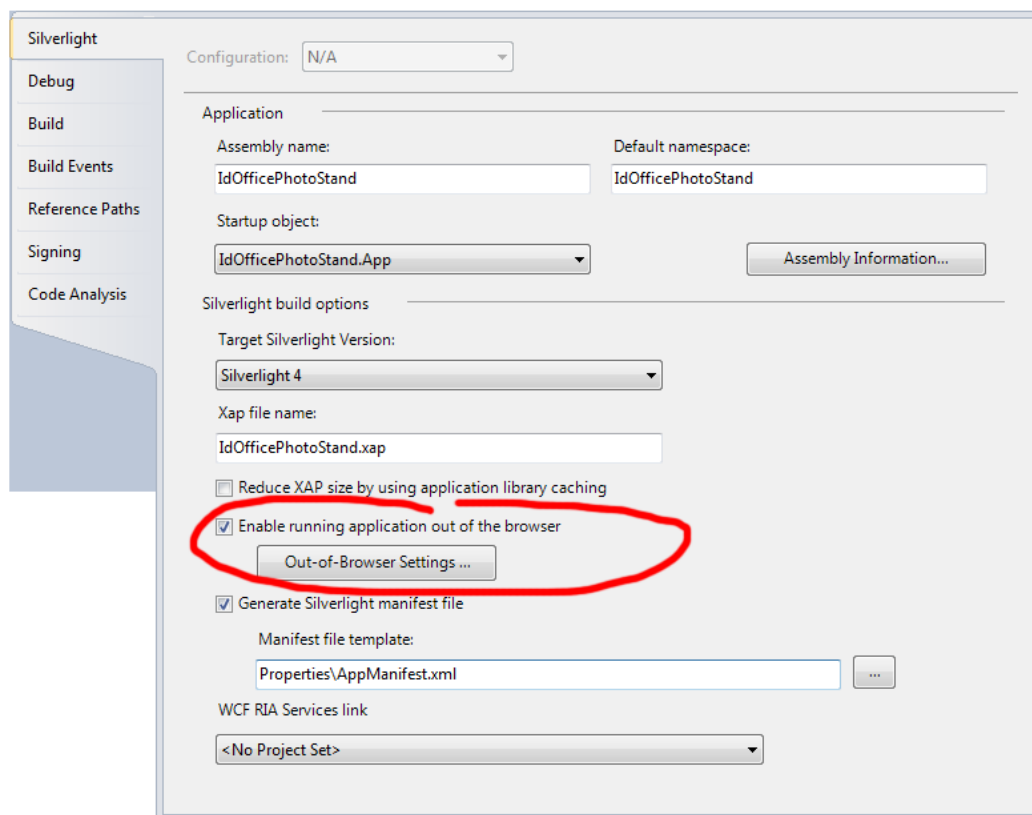 Silverlight
Debug
Build
Build Events
Reference Paths
Signing
Code Analysis
Configuration: N/A
Application
Assembly name: Default namespace:
IdOfficePhotoStand IdOfficePhotoStand
Startup object:
IdOfficePhotoStand.App Assembly Information...
Silverlight build options
Target Silverlight Version:
Silverlight 4
Xap file name:
IdOfficePhotoStand.xap
Reduce XAP size by using application library caching
Enable running application out of the browser
Out-of-Browser Settings ...
Generate Silverlight manifest file
Manifest file template:
Properties\AppManifest.xml ...
WCF RIA Services link
<No Project Set>